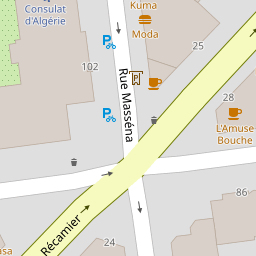 Consulat
d'Algérie
Kuma
Moda
25
Rue Masséna
102
28
L'Amuse
Bouche
86
Récamier
24